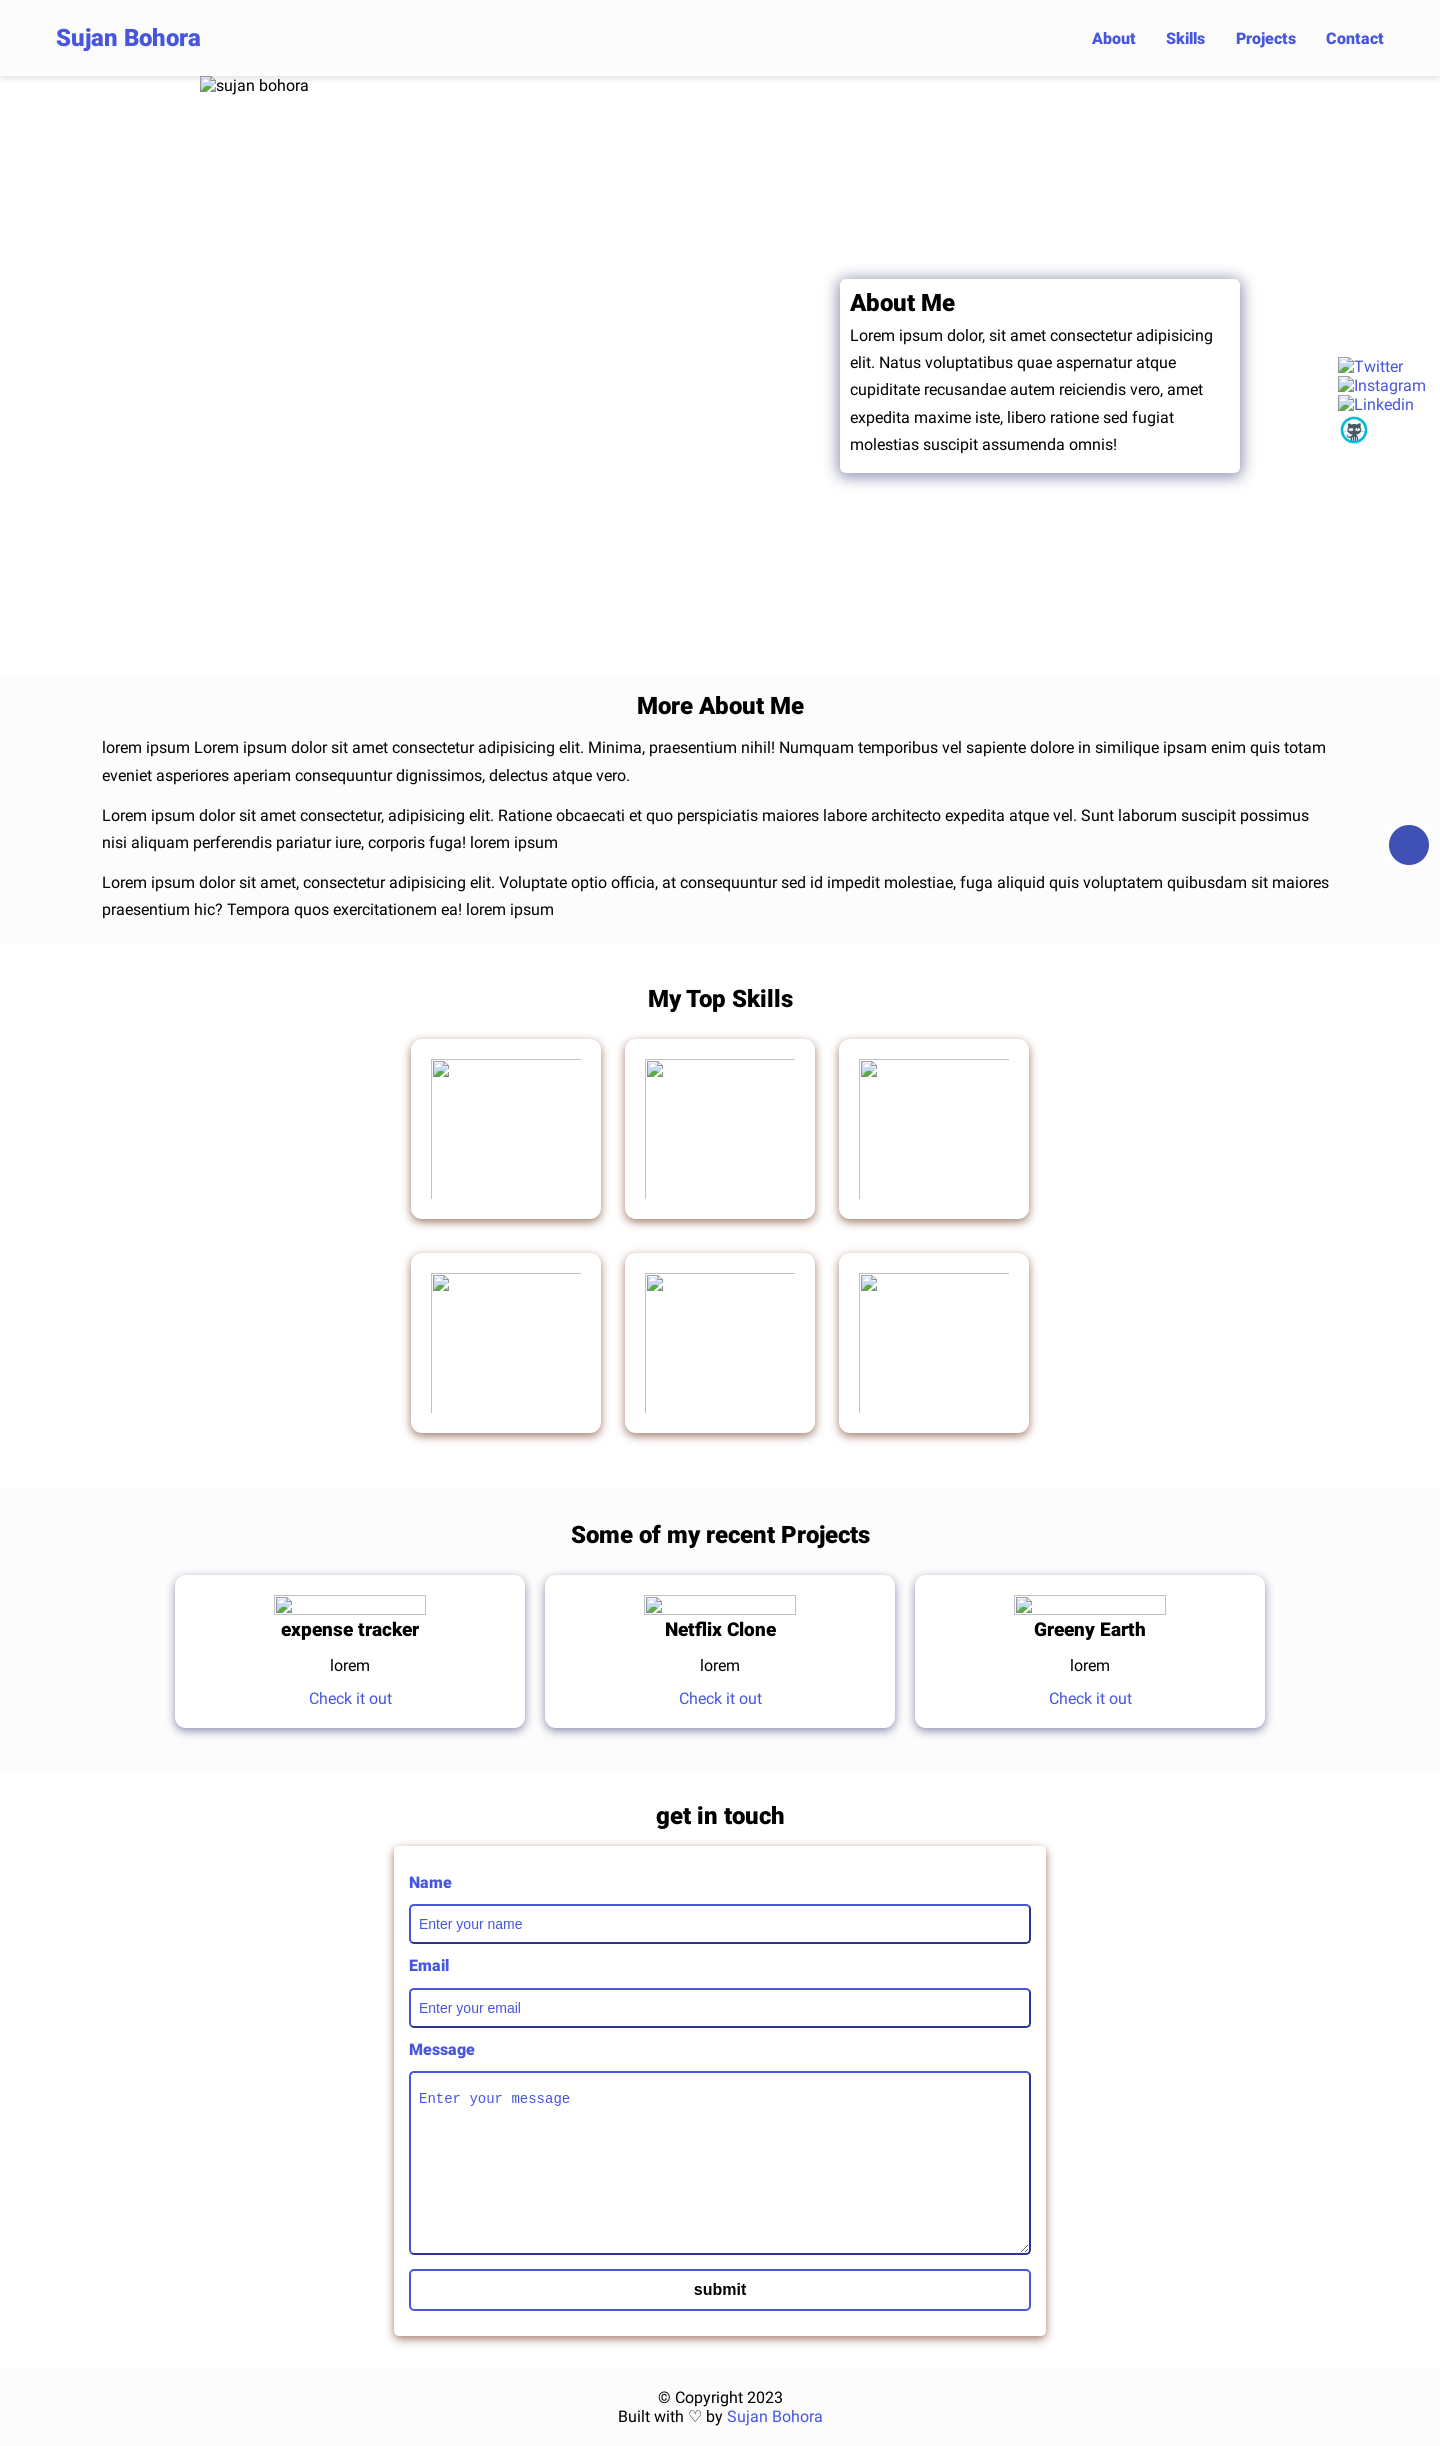 Sujan Bohora
About
Skills
Projects
Contact
sujan bohora
About Me
Lorem ipsum dolor, sit amet consectetur adipisicing
elit. Natus voluptatibus quae aspernatur atque
cupiditate recusandae autem reiciendis vero, amet
expedita maxime iste, libero ratione sed fugiat
molestias suscipit assumenda omnis!
Twitter
Instagram
Linkedin
More About Me
lorem ipsum Lorem ipsum dolor sit amet consectetur adipisicing elit. Minima, praesentium nihil! Numquam temporibus vel sapiente dolore in similique ipsam enim quis totam
eveniet asperiores aperiam consequuntur dignissimos, delectus atque vero.
Lorem ipsum dolor sit amet consectetur, adipisicing elit. Ratione obcaecati et quo perspiciatis maiores labore architecto expedita atque vel. Sunt laborum suscipit possimus
nisi aliquam perferendis pariatur iure, corporis fuga! lorem ipsum
Lorem ipsum dolor sit amet, consectetur adipisicing elit. Voluptate optio officia, at consequuntur sed id impedit molestiae, fuga aliquid quis voluptatem quibusdam sit maiores
praesentium hic? Tempora quos exercitationem ea! lorem ipsum
My Top Skills
Some of my recent Projects
expense tracker
lorem
Check it out
Netflix Clone
lorem
Check it out
Greeny Earth
lorem
Check it out
get in touch
Name
Enter your name
Email
Enter your email
Message
Enter your message
submit
© Copyright 2023
Built with ♡ by Sujan Bohora